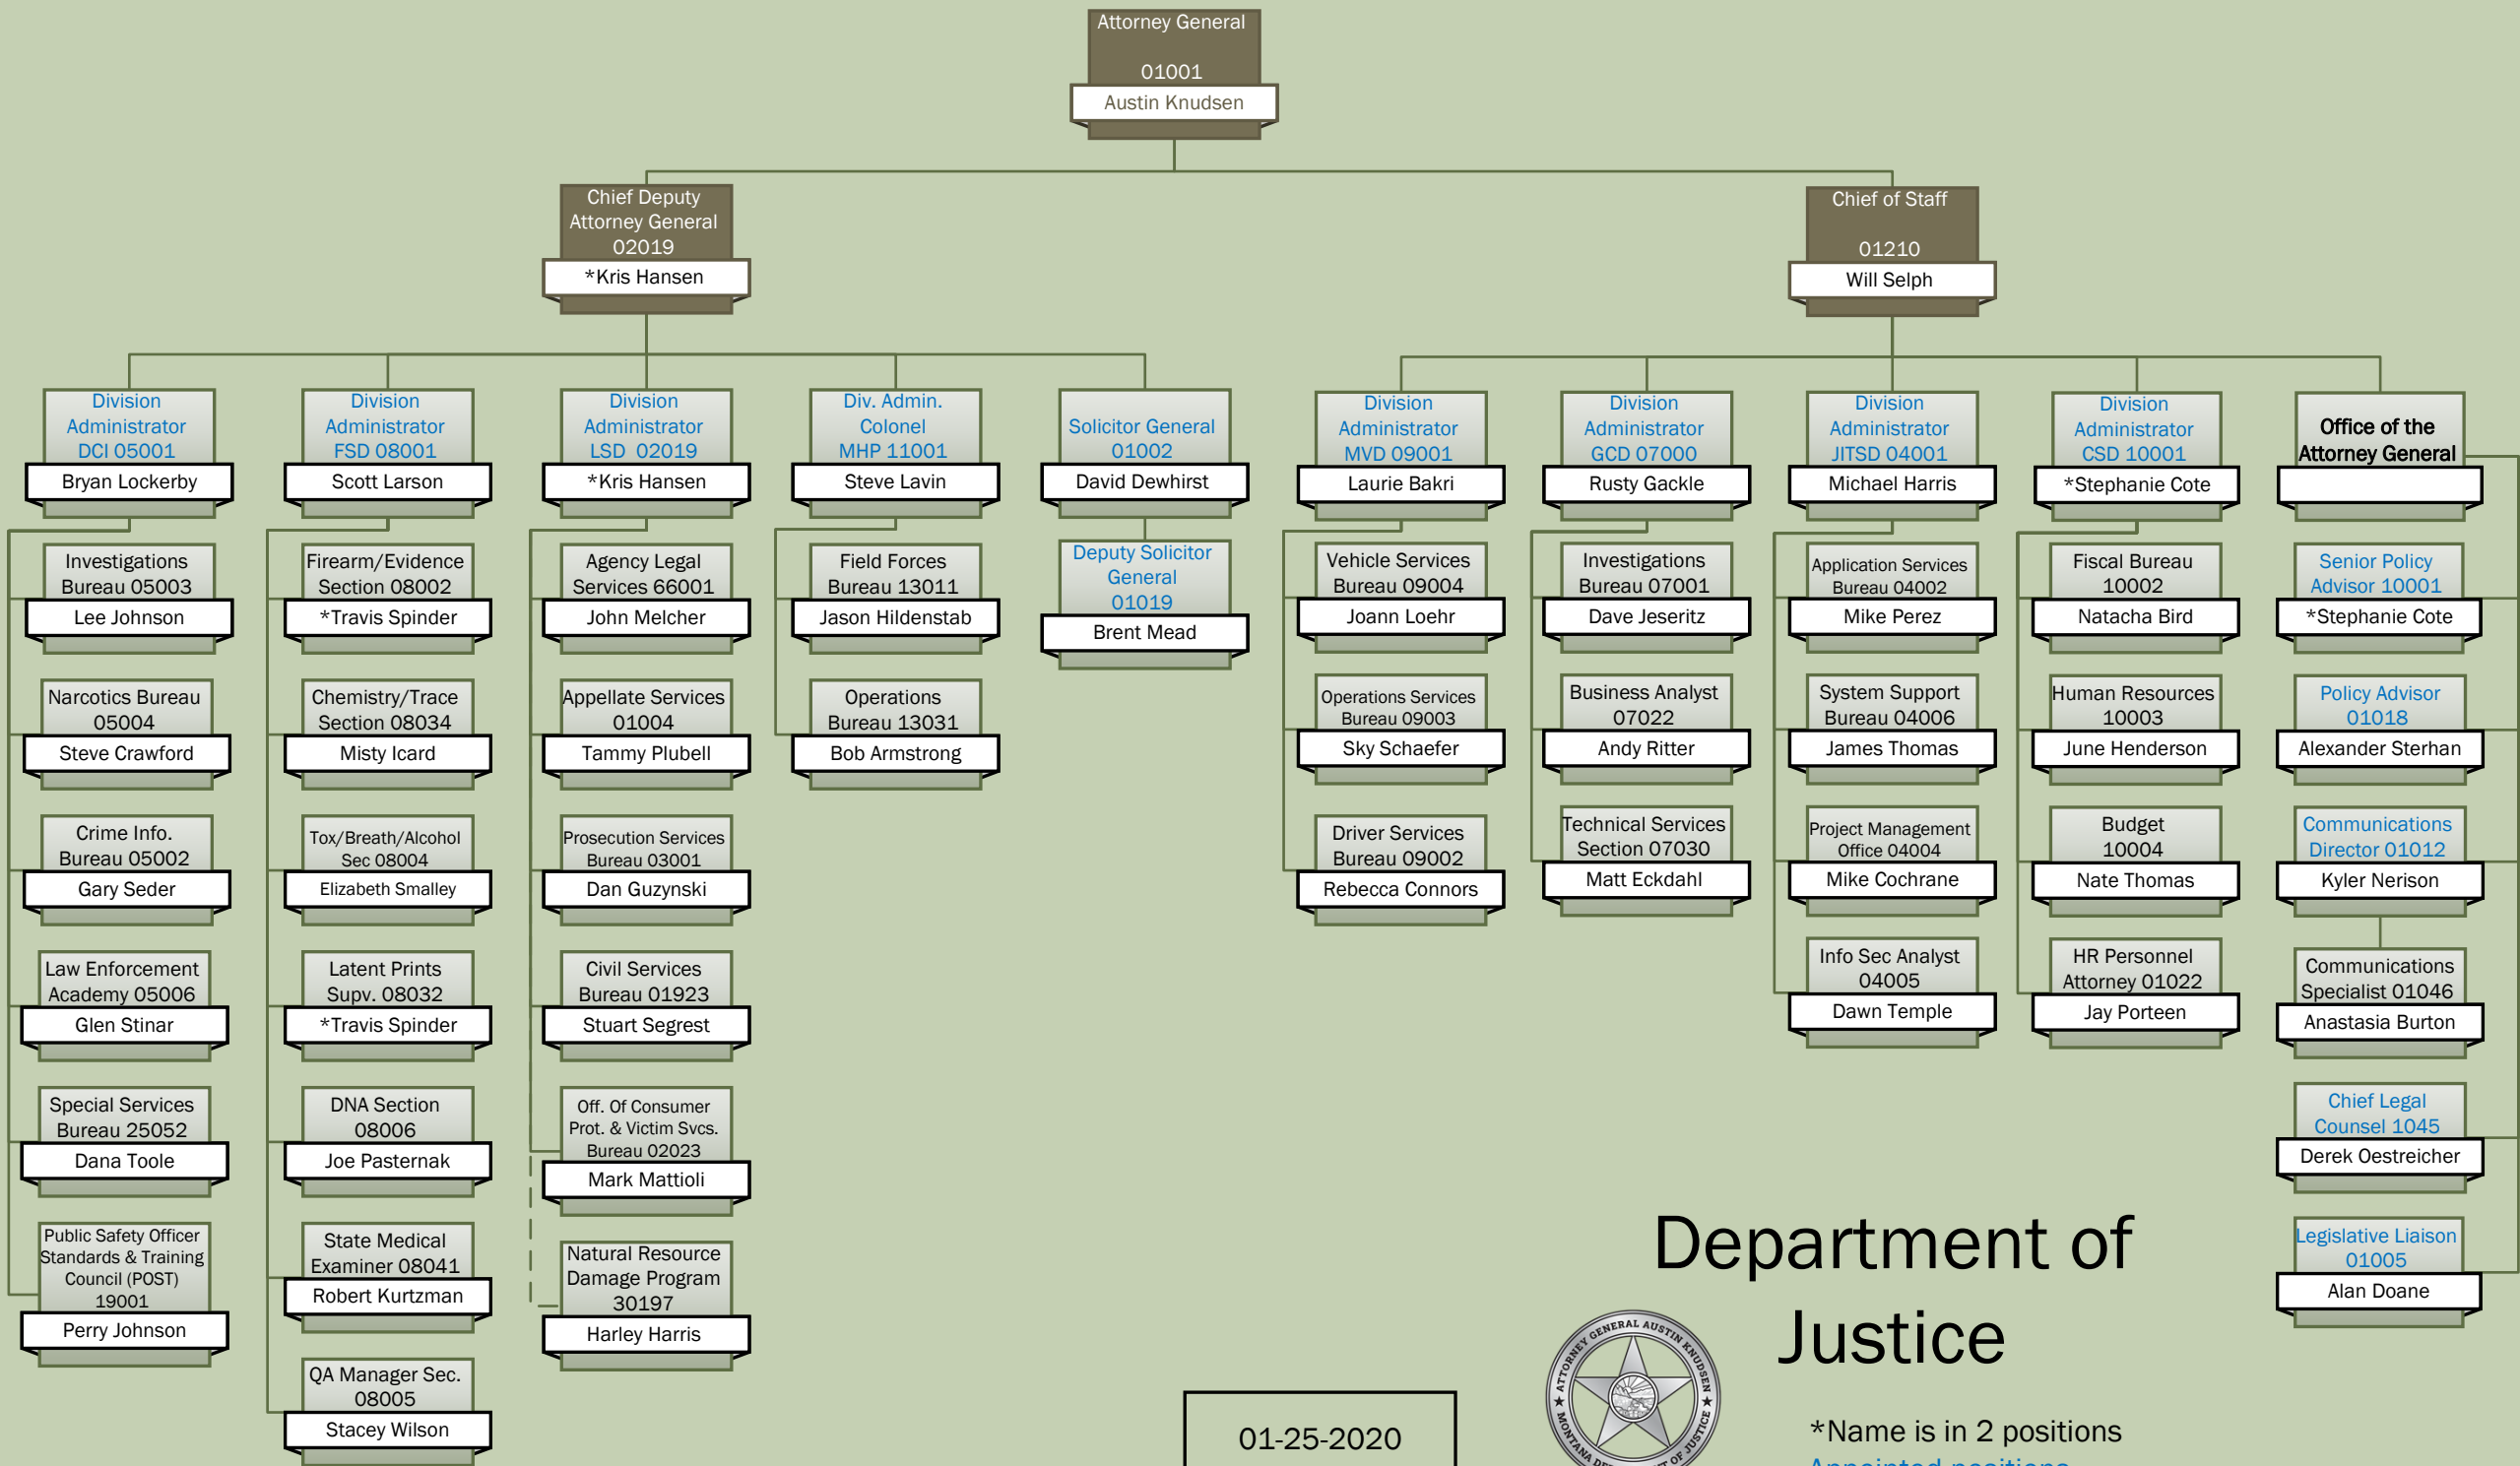 Attorney General
01001
Austin Knudsen
Chief Deputy
Attorney General
02019
*Kris Hansen
Chief of Staff
01210
Will Selph
Division
Administrator
DCI 05001
Bryan Lockerby
Division
Administrator
FSD 08001
Scott Larson
Division
Administrator
LSD 02019
*Kris Hansen
Div. Admin.
Colonel
MHP 11001
Steve Lavin
Solicitor General
01002
David Dewhirst
Division
Administrator
MVD 09001
Laurie Bakri
Division
Administrator
GCD 07000
Rusty Gackle
Division
Administrator
JITSD 04001
Michael Harris
Division
Administrator
CSD 10001
*Stephanie Cote
Office of the
Attorney General
Investigations
Bureau 05003
Lee Johnson
Narcotics Bureau
05004
Steve Crawford
Crime Info.
Bureau 05002
Gary Seder
Law Enforcement
Academy 05006
Glen Stinar
Special Services
Bureau 25052
Dana Toole
Public Safety Officer
Standards & Training
Council (POST)
19001
Perry Johnson
Firearm/Evidence
Section 08002
*Travis Spinder
Chemistry/Trace
Section 08034
Misty Icard
Tox/Breath/Alcohol
Sec 08004
Elizabeth Smalley
Latent Prints
Supv. 08032
*Travis Spinder
DNA Section
08006
Joe Pasternak
State Medical
Examiner 08041
Robert Kurtzman
QA Manager Sec.
08005
Stacey Wilson
Agency Legal
Services 66001
John Melcher
Appellate Services
01004
Tammy Plubell
Prosecution Services
Bureau 03001
Dan Guzynski
Civil Services
Bureau 01923
Stuart Segrest
Off. Of Consumer
Prot. & Victim Svcs.
Bureau 02023
Mark Mattioli
Natural Resource
Damage Program
30197
Harley Harris
Field Forces
Bureau 13011
Jason Hildenstab
Operations
Bureau 13031
Bob Armstrong
Deputy Solicitor
General
01019
Brent Mead
Vehicle Services
Bureau 09004
Joann Loehr
Operations Services
Bureau 09003
Sky Schaefer
Driver Services
Bureau 09002
Rebecca Connors
Investigations
Bureau 07001
Dave Jeseritz
Business Analyst
07022
Andy Ritter
Technical Services
Section 07030
Matt Eckdahl
Application Services
Bureau 04002
Mike Perez
System Support
Bureau 04006
James Thomas
Project Management
Office 04004
Mike Cochrane
Info Sec Analyst
04005
Dawn Temple
Fiscal Bureau
10002
Natacha Bird
Human Resources
10003
June Henderson
Budget
10004
Nate Thomas
HR Personnel
Attorney 01022
Jay Porteen
Senior Policy
Advisor 10001
*Stephanie Cote
Policy Advisor
01018
Alexander Sterhan
Communications
Director 01012
Kyler Nerison
Communications
Specialist 01046
Anastasia Burton
Chief Legal
Counsel 1045
Derek Oestreicher
Legislative Liaison
01005
Alan Doane
Department of
Justice
ATTORNEY GENERAL AUSTIN KNUDSEN
MONTANA DEPARTMENT OF JUSTICE
01-25-2020
*Name is in 2 positions
Appointed positions